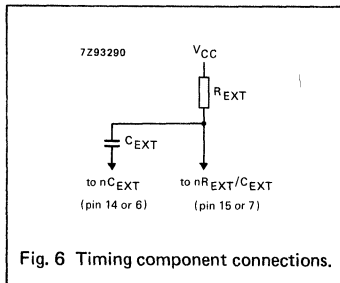 7Z93290
VCC
REXT
CEXT
to nCEXT
to nREXT/CEXT
(pin 14 or 6)
(pin 15 or 7)
Fig. 6 Timing component connections.